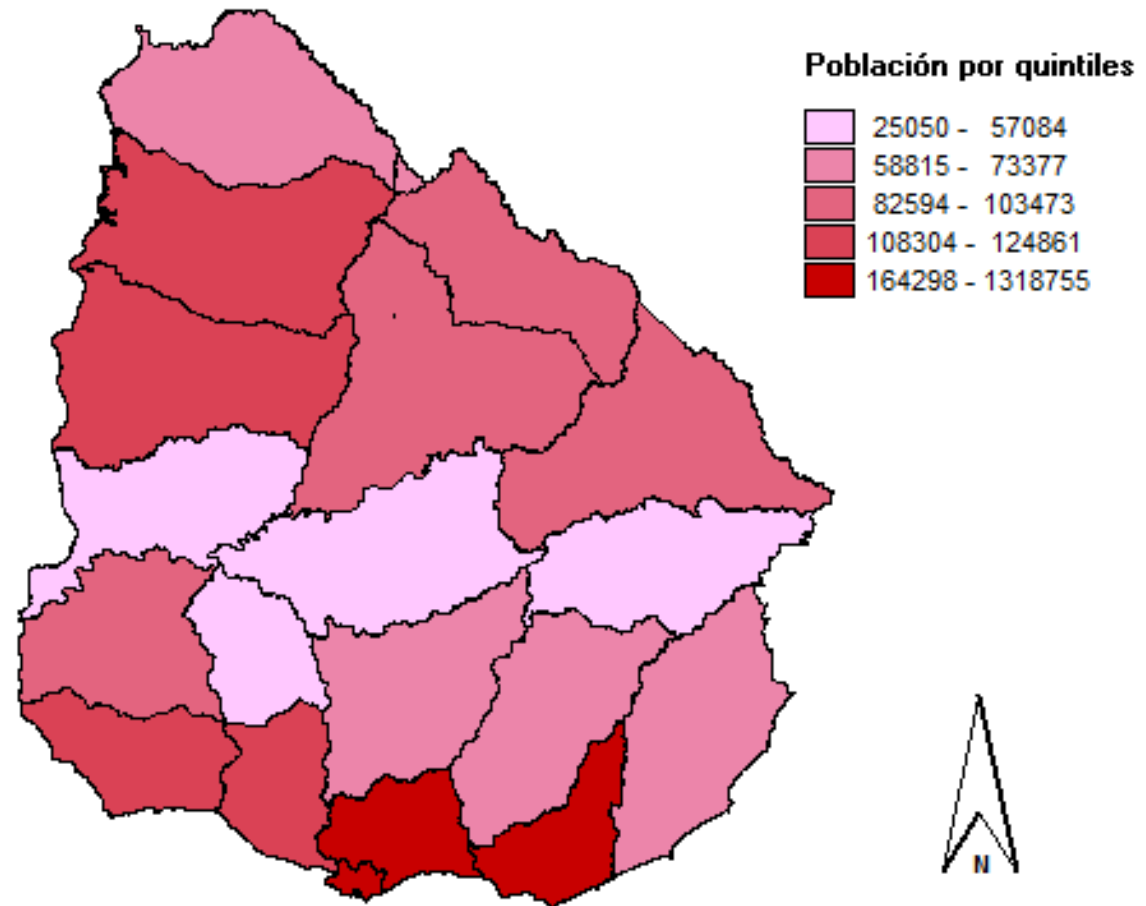 Población por quintiles
25050 - 57084
58815 - 73377
82594 - 103473
108304 - 124861
164298 - 1318755
N